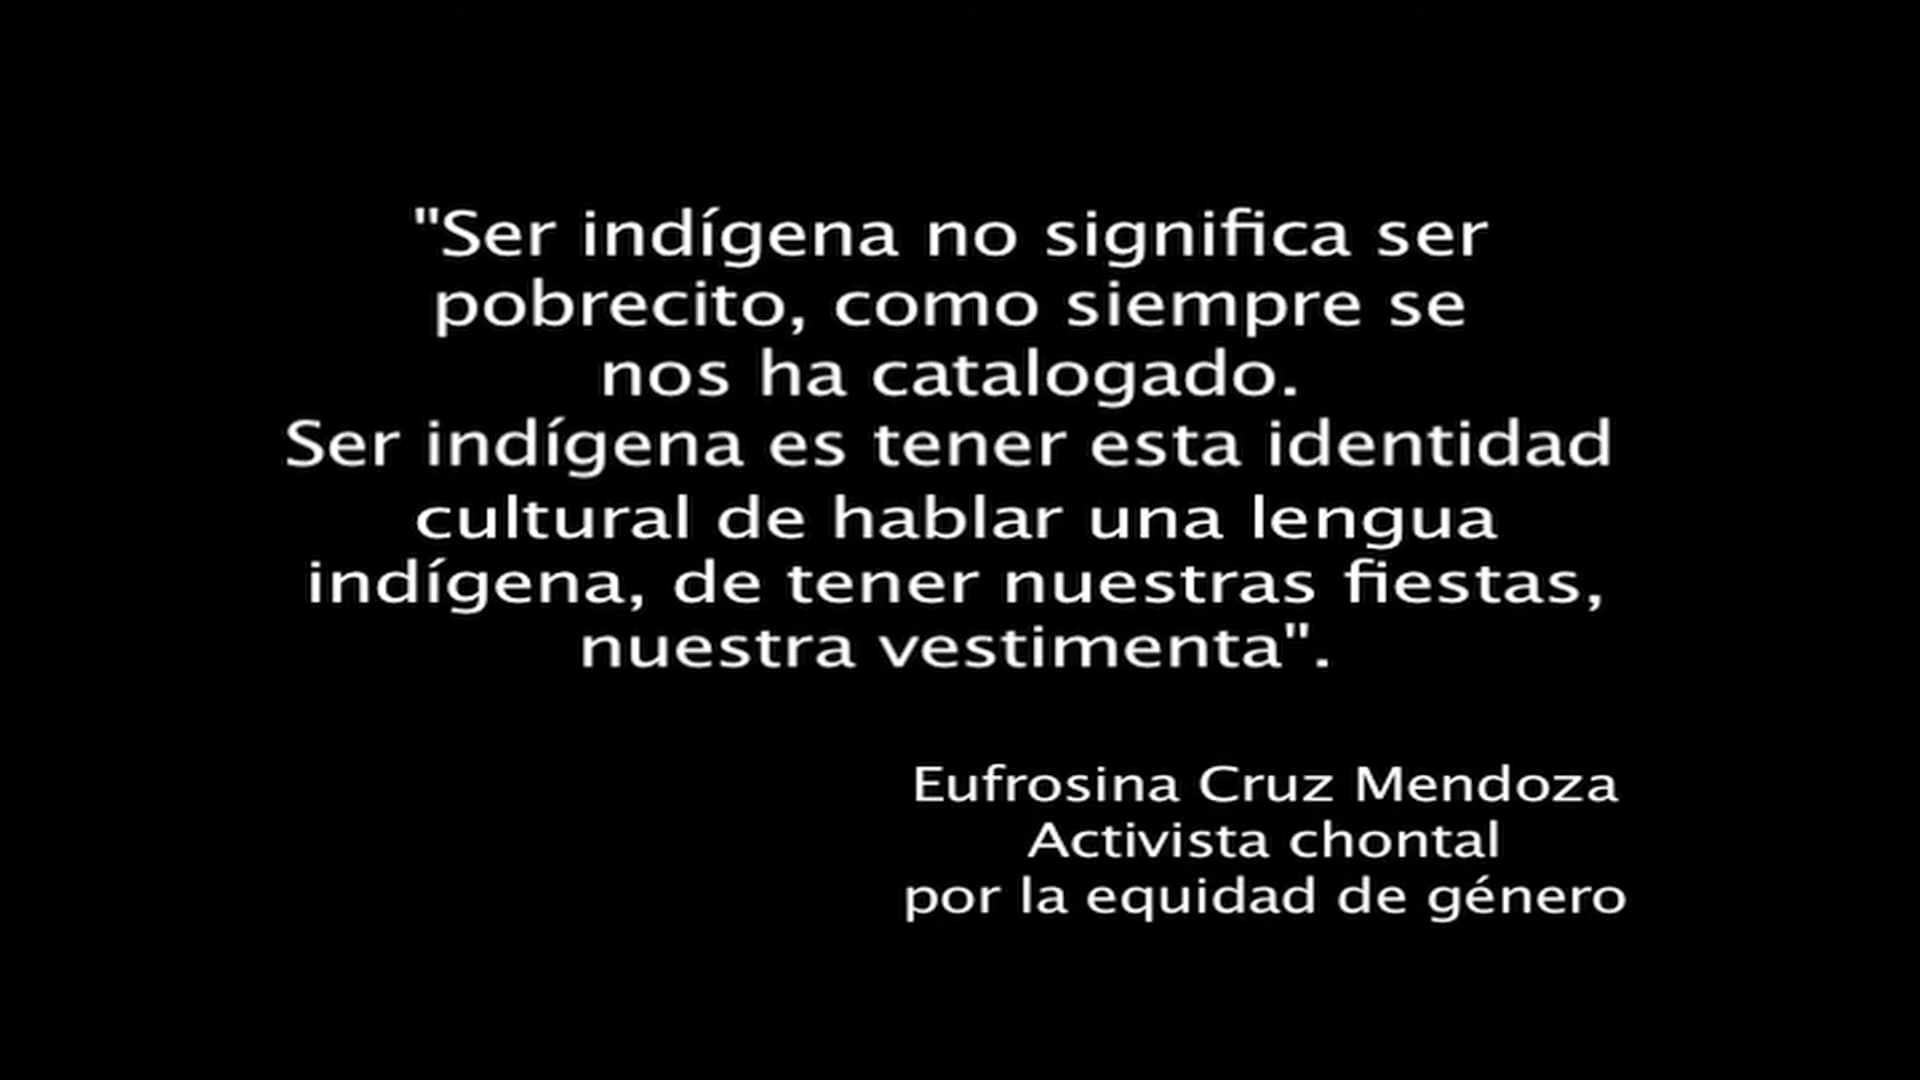 "Ser indígena no significa ser
pobrecito, como siempre se
nos ha catalogado.
Ser indígena es tener esta identidad
cultural de hablar una lengua
indígena, de tener nuestras fiestas,
nuestra vestimenta".
Eufrosina Cruz Mendoza
Activista chontal
por la equidad de género